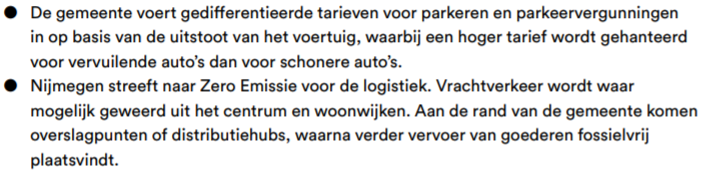 ● De gemeente voert gedifferentieerde tarieven voor parkeren en parkeervergunningen
in op basis van de uitstoot van het voertuig, waarbij een hoger tarief wordt gehanteerd
voor vervuilende auto’s dan voor schonere auto’s.
● Nijmegen streeft naar Zero Emissie voor de logistiek. Vrachtverkeer wordt waar
mogelijk geweerd uit het centrum en woonwijken. Aan de rand van de gemeente komen
overslagpunten of distributiehubs, waarna verder vervoer van goederen fossielvrij
plaatsvindt.